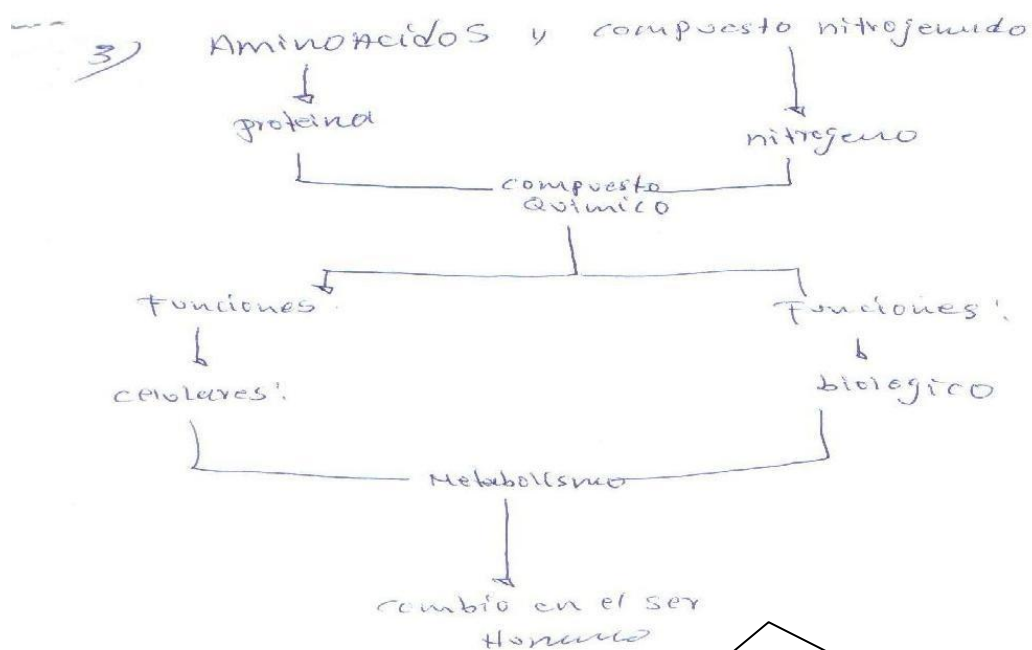 3) AminoAcidos y compuesto nitrojenudo
proteina nitrogeno
compuesto
Quimico
Funciones: Funciones:
celulares: biologico
Metabolismo
cambio en el ser
Humano